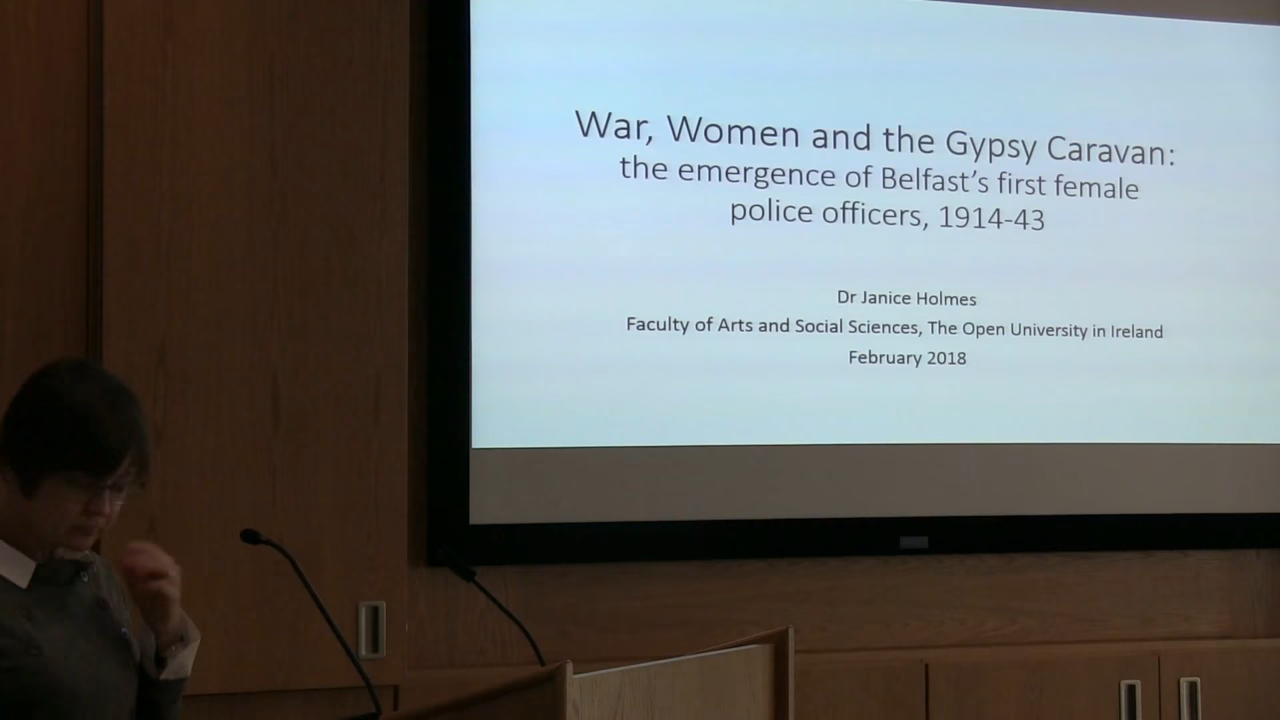 War, Women and the Gypsy Caravan:
the emergence of Belfast's first female
police officers, 1914-43
Dr Janice Holmes
Faculty of Arts and Social Sciences, The Open University in Ireland
February 2018